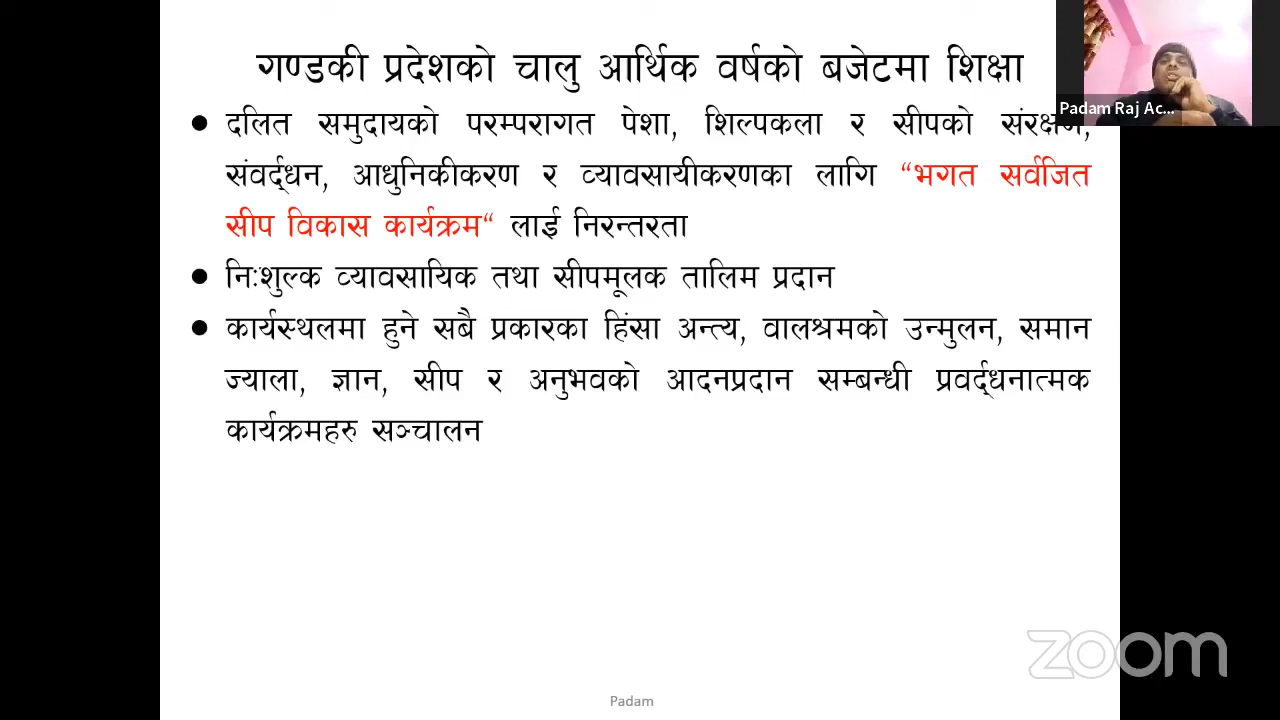 गण्डकी प्रदेशको चालु आर्थिक वर्षको बजेटमा शिक्षा
Padam Raj Ac...
● दलित समुदायको परम्परागत पेशा, शिल्पकला र सीपको
संवर्द्धन, आधुनिकीकरण र व्यावसायीकरणका लागि “भगत सर्वजित
सीप विकास कार्यक्रम“ लाई निरन्तरता
● निःशुल्क व्यावसायिक तथा सीपमूलक तालिम प्रदान
● कार्यस्थलमा हुने सबै प्रकारका हिंसा अन्त्य, वालश्रमको उन्मुलन, समान
ज्याला, ज्ञान, सीप र अनुभवको आदनप्रदान सम्बन्धी प्रवर्द्धनात्मक
कार्यक्रमहरु सञ्चालन
zoom
Padam